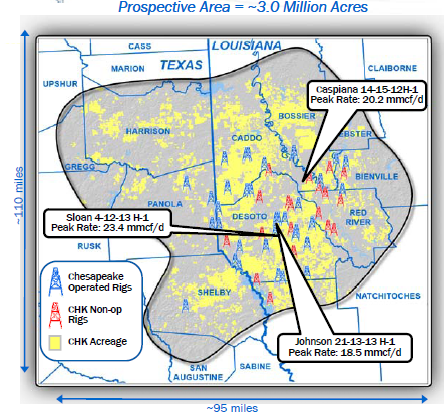 Prospective Area = ~3.0 Million Acres
CASS
LOUISIANA
MARION
TEXAS
CLAIBORNE
UPSHUR
Caspiana 14-15-12H-1
Peak Rate: 20.2 mmcf/d
BOSSIER
HARRISON
CADDO
WEBSTER
GREGG
BIENVILLE
~110 miles
PANOLA
Sloan 4-12-13 H-1
Peak Rate: 23.4 mmcf/d
DESOTO
RED
RIVER
RUSK
Chesapeake
Operated Rigs
CHK Non-op
Rigs
CHK Acreage
SHELBY
NATCHITOCHES
Johnson 21-13-13 H-1
Peak Rate: 18.5 mmcf/d
SAN
AUGUSTINE
SABINE
~95 miles